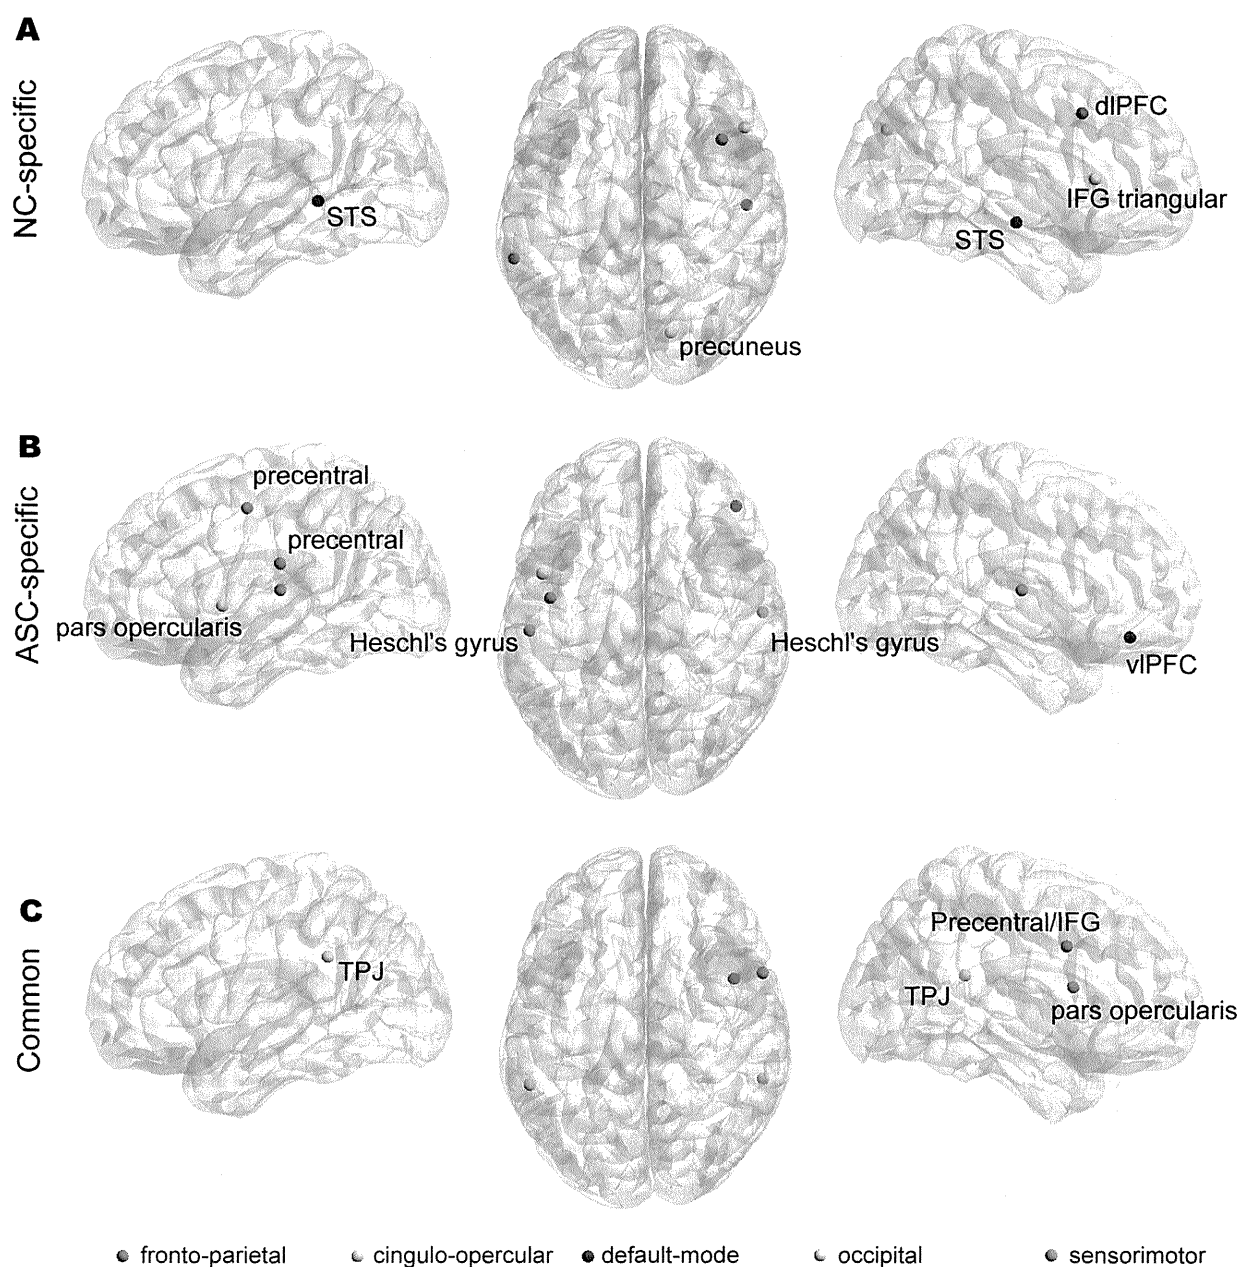 A
NC-specific
STS
precuneus
dlPFC
IFG triangular
STS
B
ASC-specific
precentral
precentral
pars opercularis
Heschl's gyrus
Heschl's gyrus
vlPFC
C
Common
TPJ
Precentral/IFG
TPJ
pars opercularis
fronto-parietal cingulo-opercular default-mode occipital sensorimotor